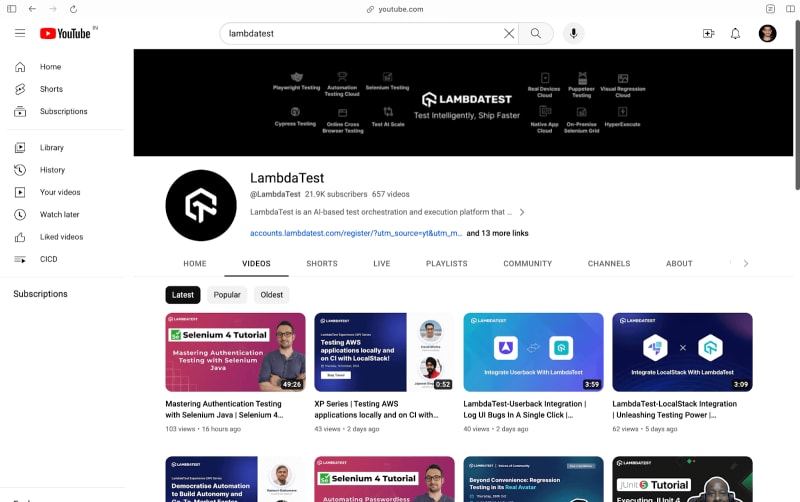 youtube.com
YouTube IN
lambdatest
Home
Shorts
Subscriptions
Library
History
Your videos
Watch later
Liked videos
CICD
Subscriptions
Playwright Testing
Automation Testing Cloud
Selenium Testing
Cypress Testing
Online Cross Browser Testing
Test At Scale
LAMBDATEST
Test Intelligently, Ship Faster
Real Devices Cloud
Puppeteer Testing
Visual Regression Cloud
Native App Cloud
On-Premise Selenium Grid
HyperExecute
LambdaTest
@LambdaTest 21.9K subscribers 657 videos
LambdaTest is an AI-based test orchestration and execution platform that ...
accounts.lambdatest.com/register/?utm_source=yt&utm_m... and 13 more links
HOME VIDEOS SHORTS LIVE PLAYLISTS COMMUNITY CHANNELS ABOUT
Latest Popular Oldest
LAMBDATEST
Selenium 4 Tutorial
Mastering Authentication
Testing with Selenium
Java
49:26
Mastering Authentication Testing
with Selenium Java | Selenium 4...
103 views • 16 hours ago
LAMBDATEST
Testing AWS
applications locally and
on CI with LocalStack!
0:52
XP Series | Testing AWS
applications locally and on CI with...
43 views • 2 days ago
LAMBDATEST
Integrate Userback With LambdaTest
3:59
LambdaTest-Userback Integration |
Log UI Bugs In A Single Click |...
40 views • 2 days ago
LAMBDATEST
Integrate LocalStack With LambdaTest
3:09
LambdaTest-LocalStack Integration
| Unleashing Testing Power |...
62 views • 5 days ago
LAMBDATEST
Democratise Automation
to Build Autonomy and
LAMBDATEST
Selenium 4 Tutorial
Automating Passwordless
LAMBDATEST
Beyond Convenience: Regression
Testing in its Real Avatar
LAMBDATEST
JUnit 5 Tutorial